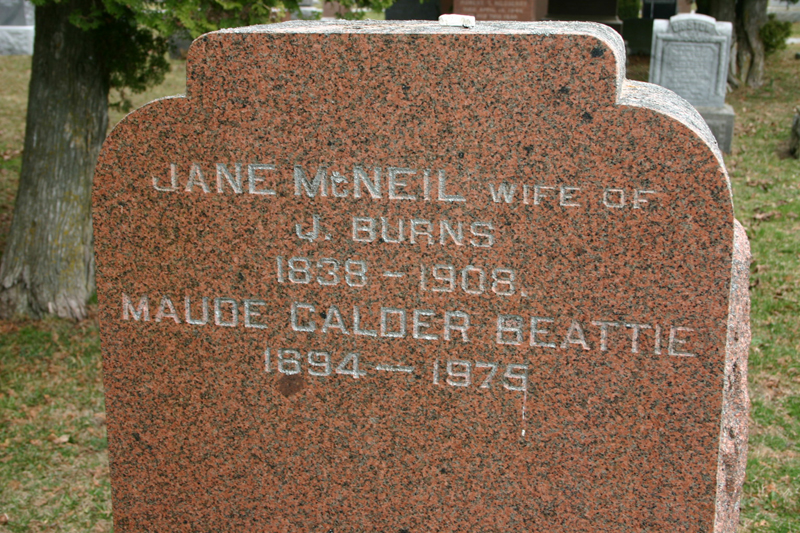 JANE McNEIL WIFE OF
J. BURNS
1838 – 1908.
MAUDE CALDER BEATTIE
1894 — 1975